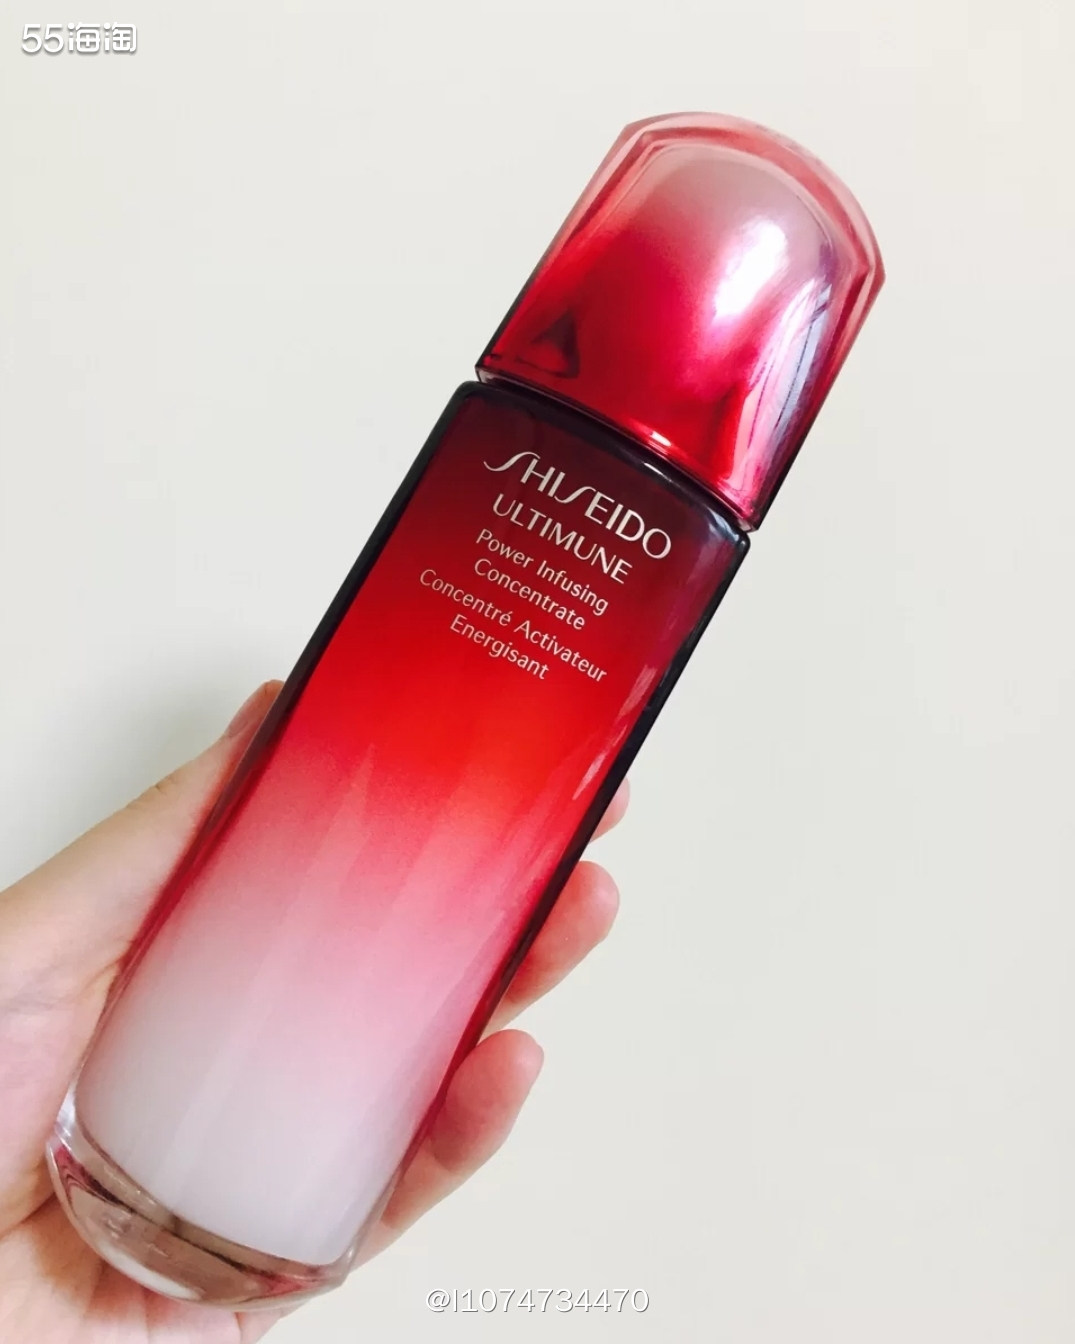 55海淘
SHISEIDO
ULTIMUNE
Power Infusing
Concentrate
Concentré Activateur
Energisant
@l1074734470